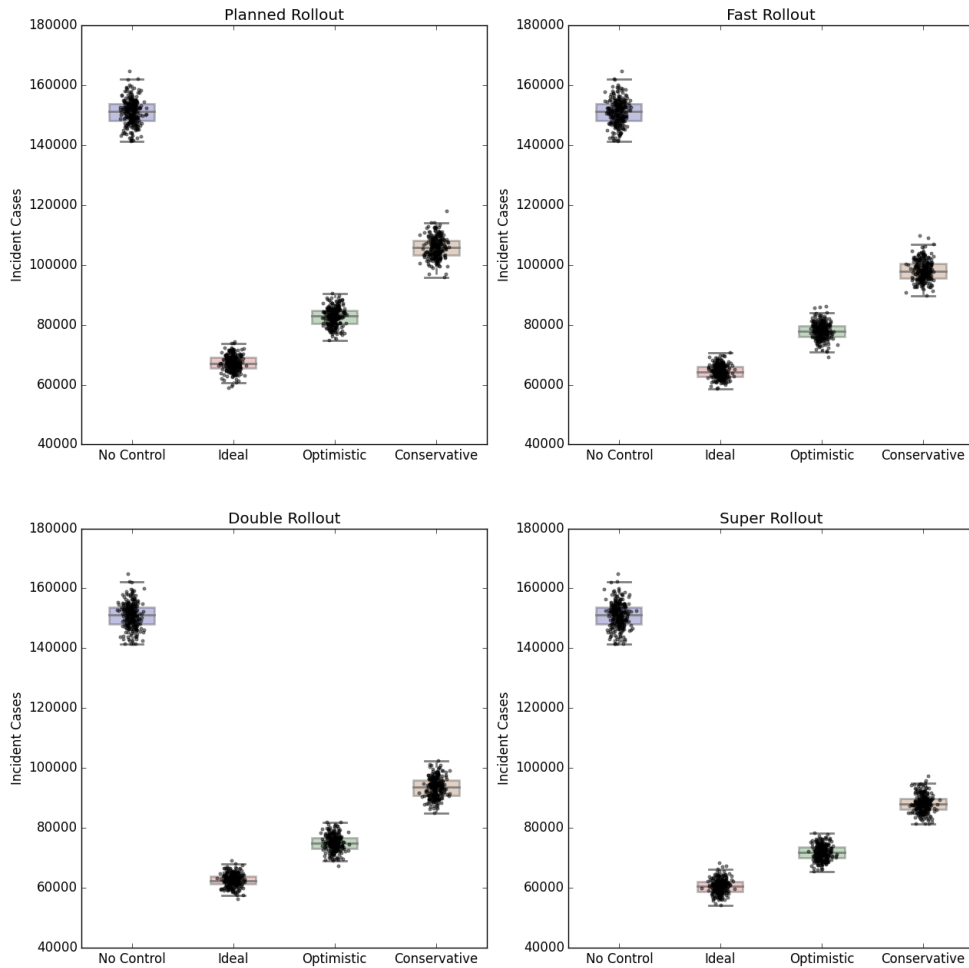 Planned Rollout
180000
160000
140000
120000
100000
80000
60000
40000
Incident Cases
No Control Ideal Optimistic Conservative
Fast Rollout
180000
160000
140000
120000
100000
80000
60000
40000
Incident Cases
No Control Ideal Optimistic Conservative
Double Rollout
180000
160000
140000
120000
100000
80000
60000
40000
Incident Cases
No Control Ideal Optimistic Conservative
Super Rollout
180000
160000
140000
120000
100000
80000
60000
40000
Incident Cases
No Control Ideal Optimistic Conservative